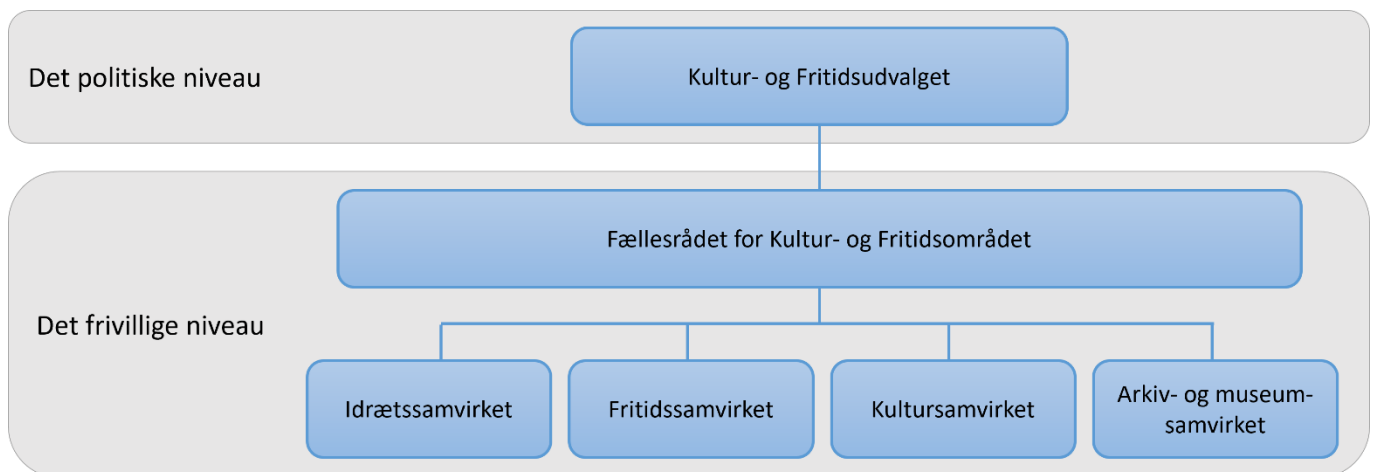 Det politiske niveau
Kultur- og Fritidsudvalget
Fællesrådet for Kultur- og Fritidsområdet
Det frivillige niveau
Idrætssamvirket
Fritidssamvirket
Kultursamvirket
Arkiv- og museum-
samvirket